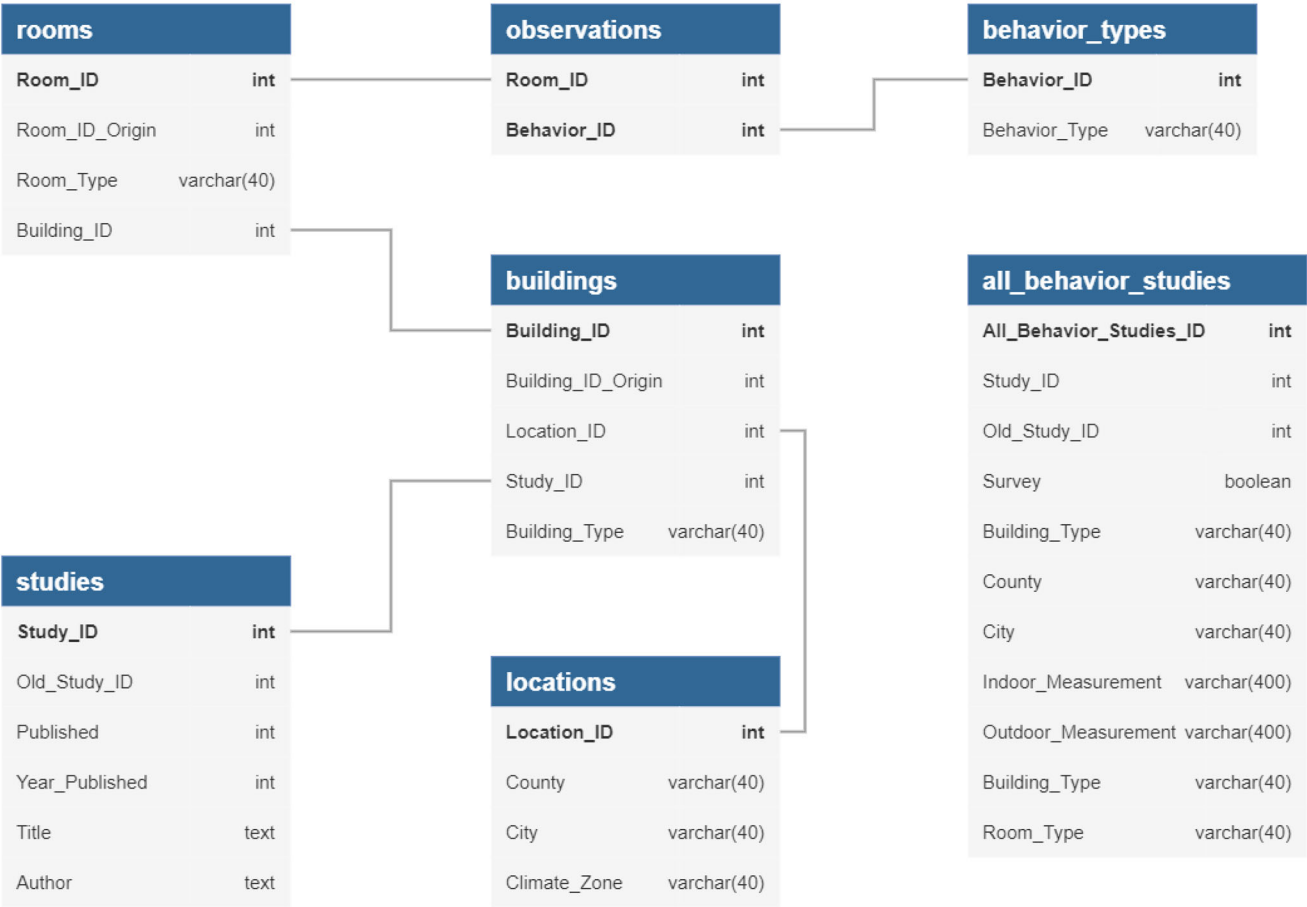 rooms
Room_ID int
Room_ID_Origin int
Room_Type varchar(40)
Building_ID int
observations
Room_ID int
Behavior_ID int
behavior_types
Behavior_ID int
Behavior_Type varchar(40)
buildings
Building_ID int
Building_ID_Origin int
Location_ID int
Study_ID int
Building_Type varchar(40)
all_behavior_studies
All_Behavior_Studies_ID int
Study_ID int
Old_Study_ID int
Survey boolean
Building_Type varchar(40)
County varchar(40)
City varchar(40)
Indoor_Measurement varchar(400)
Outdoor_Measurement varchar(400)
Building_Type varchar(40)
Room_Type varchar(40)
studies
Study_ID int
Old_Study_ID int
Published int
Year_Published int
Title text
Author text
locations
Location_ID int
County varchar(40)
City varchar(40)
Climate_Zone varchar(40)